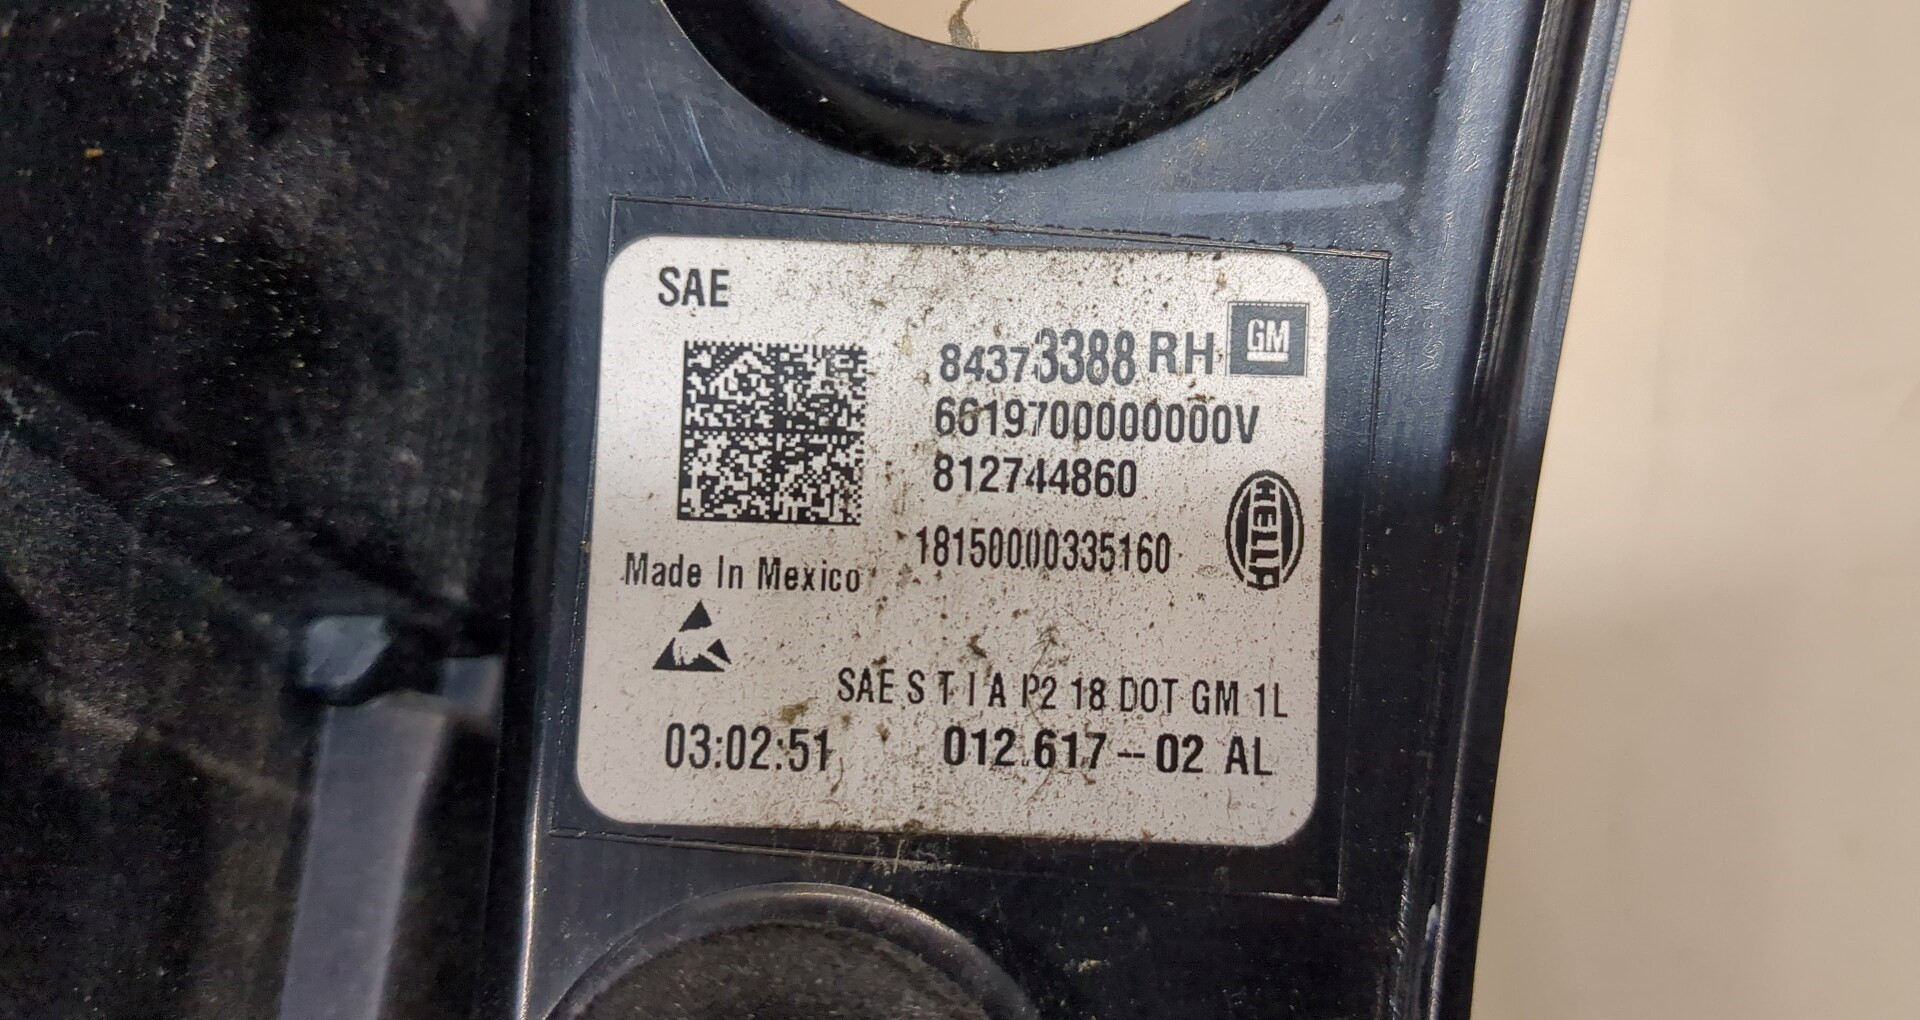 SAE
84373388 RH GM
6619700000000V
812744860
18150000335160
HELLA
Made In Mexico
SAE S T I A P2 18 DOT GM 1L
03:02:51 012.617-02 AL